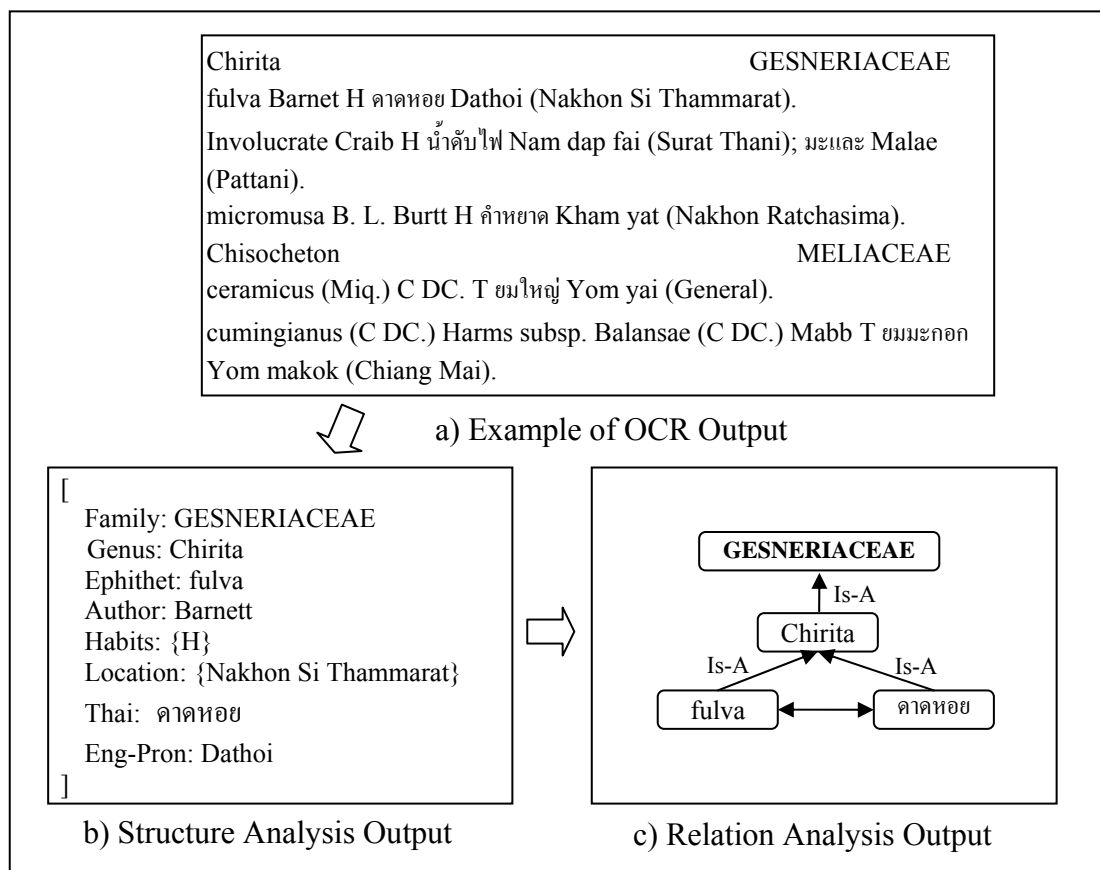 Chirita GESNERIACEAE
fulva Barnet H คาดหอย Dathoi (Nakhon Si Thammarat).
Involucrate Craib H น้ำดับไฟ Nam dap fai (Surat Thani); มะและ Malae
(Pattani).
micromusa B. L. Burtt H คำหยาด Kham yat (Nakhon Ratchasima).
Chisocheton MELIACEAE
ceramicus (Miq.) C DC. T ยมใหญ่ Yom yai (General).
cumingianus (C DC.) Harms subsp. Balansae (C DC.) Mabb T ยมมะกอก
Yom makok (Chiang Mai).
a) Example of OCR Output
[
Family: GESNERIACEAE
Genus: Chirita
Ephithet: fulva
Author: Barnett
Habits: {H}
Location: {Nakhon Si Thammarat}
Thai: คาดหอย
Eng-Pron: Dathoi
]
b) Structure Analysis Output
GESNERIACEAE
Is-A
Chirita
Is-A Is-A
fulva คาดหอย
c) Relation Analysis Output